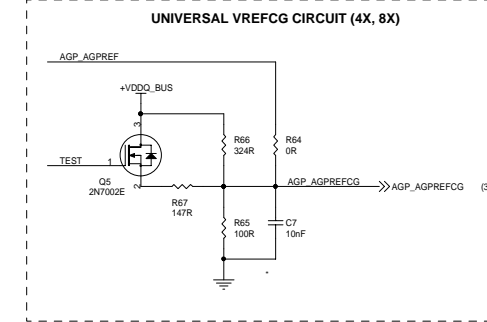 UNIVERSAL VREFCG CIRCUIT (4X, 8X)
AGP_AGPREF
+VDDQ_BUS
3
R66
324R
R64
0R
TEST
1
Q5
2N7002E
2
R67
147R
AGP_AGPREFCG
AGP_AGPREFCG (3
R65
100R
C7
10nF